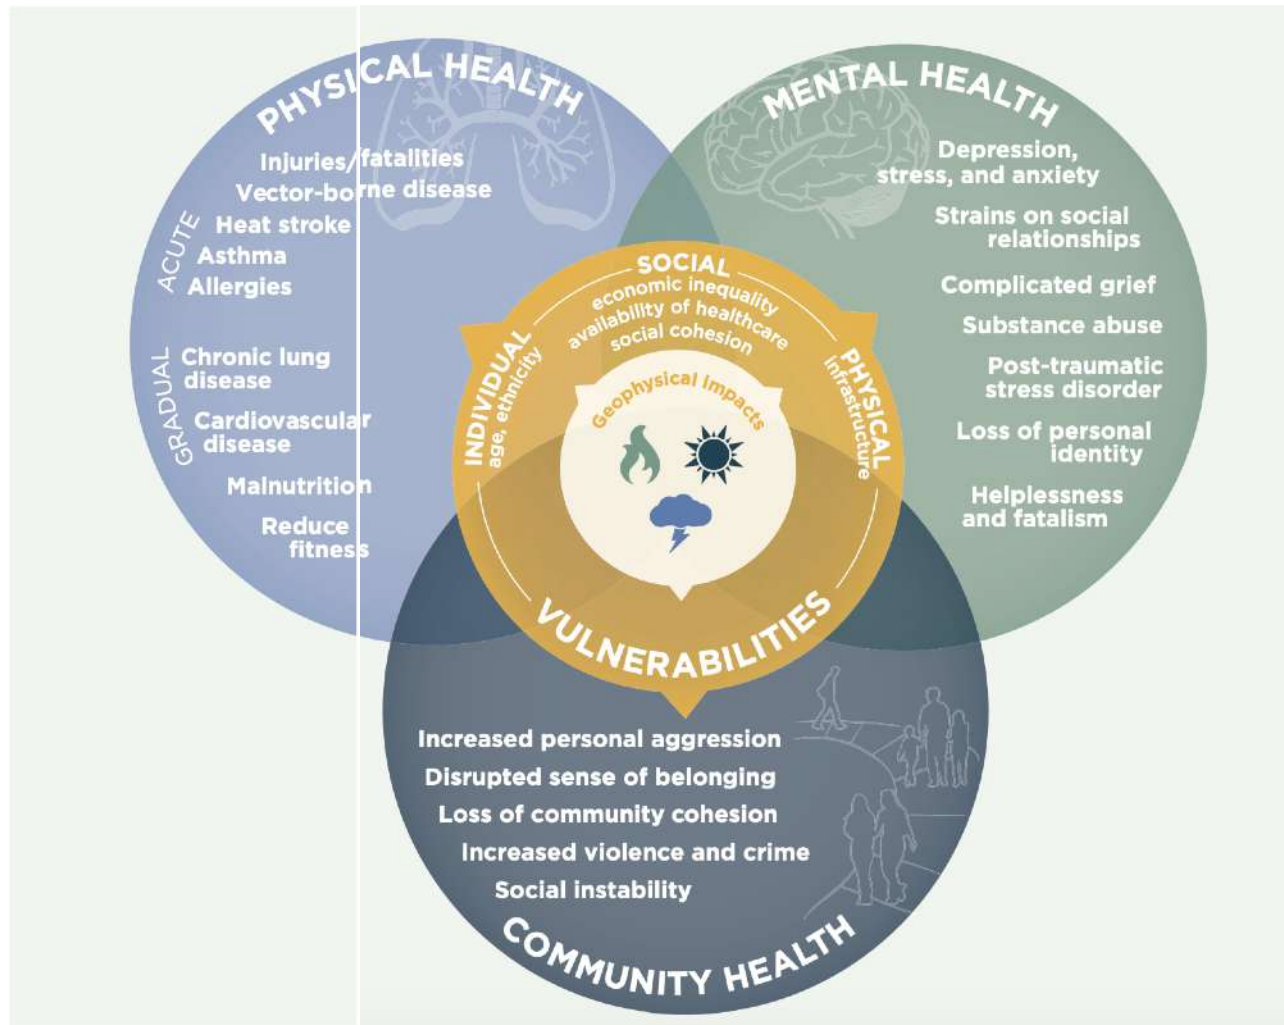 PHYSICAL HEALTH
Injuries/fatalities
Vector-borne disease
Heat stroke
Asthma
Allergies
ACUTE
Chronic lung
disease
Cardiovascular
disease
Malnutrition
Reduce
fitness
GRADUAL
MENTAL HEALTH
Depression,
stress, and anxiety
Strains on social
relationships
Complicated grief
Substance abuse
Post-traumatic
stress disorder
Loss of personal
identity
Helplessness
and fatalism
SOCIAL
economic inequality
availability of healthcare
social cohesion
INDIVIDUAL
age, ethnicity
PHYSICAL
infrastructure
Geophysical impacts
VULNERABILITIES
Increased personal aggression
Disrupted sense of belonging
Loss of community cohesion
Increased violence and crime
Social instability
COMMUNITY HEALTH